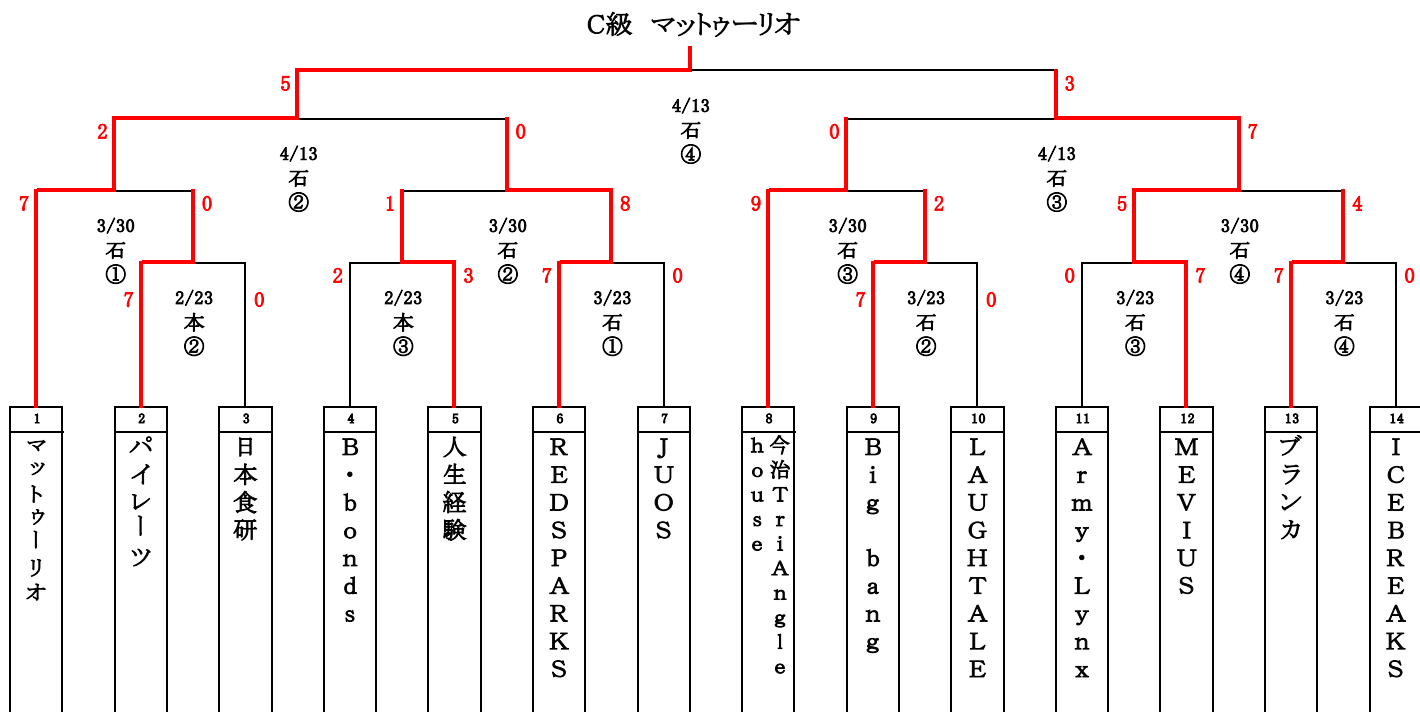 C級 マットゥーリオ
5
3
4/13
石
④
2
0
0
7
4/13
石
②
4/13
石
③
7
0
1
8
9
2
5
4
3/30
石
①
3/30
石
②
3/30
石
③
3/30
石
④
7
0
2
3
7
0
7
0
7
7
0
2/23
本
②
2/23
本
③
3/23
石
①
3/23
石
②
3/23
石
③
3/23
石
④
1
2
3
4
5
6
7
8
9
10
11
12
13
14
マットゥーリオ
パイレーツ
日本食研
B・bonds
人生経験
REDSPARKS
JUOS
今治TriAngle
house
Big bang
LAUGHTALE
Army・Lynx
MEVIUS
ブランカ
ICEBREAKS